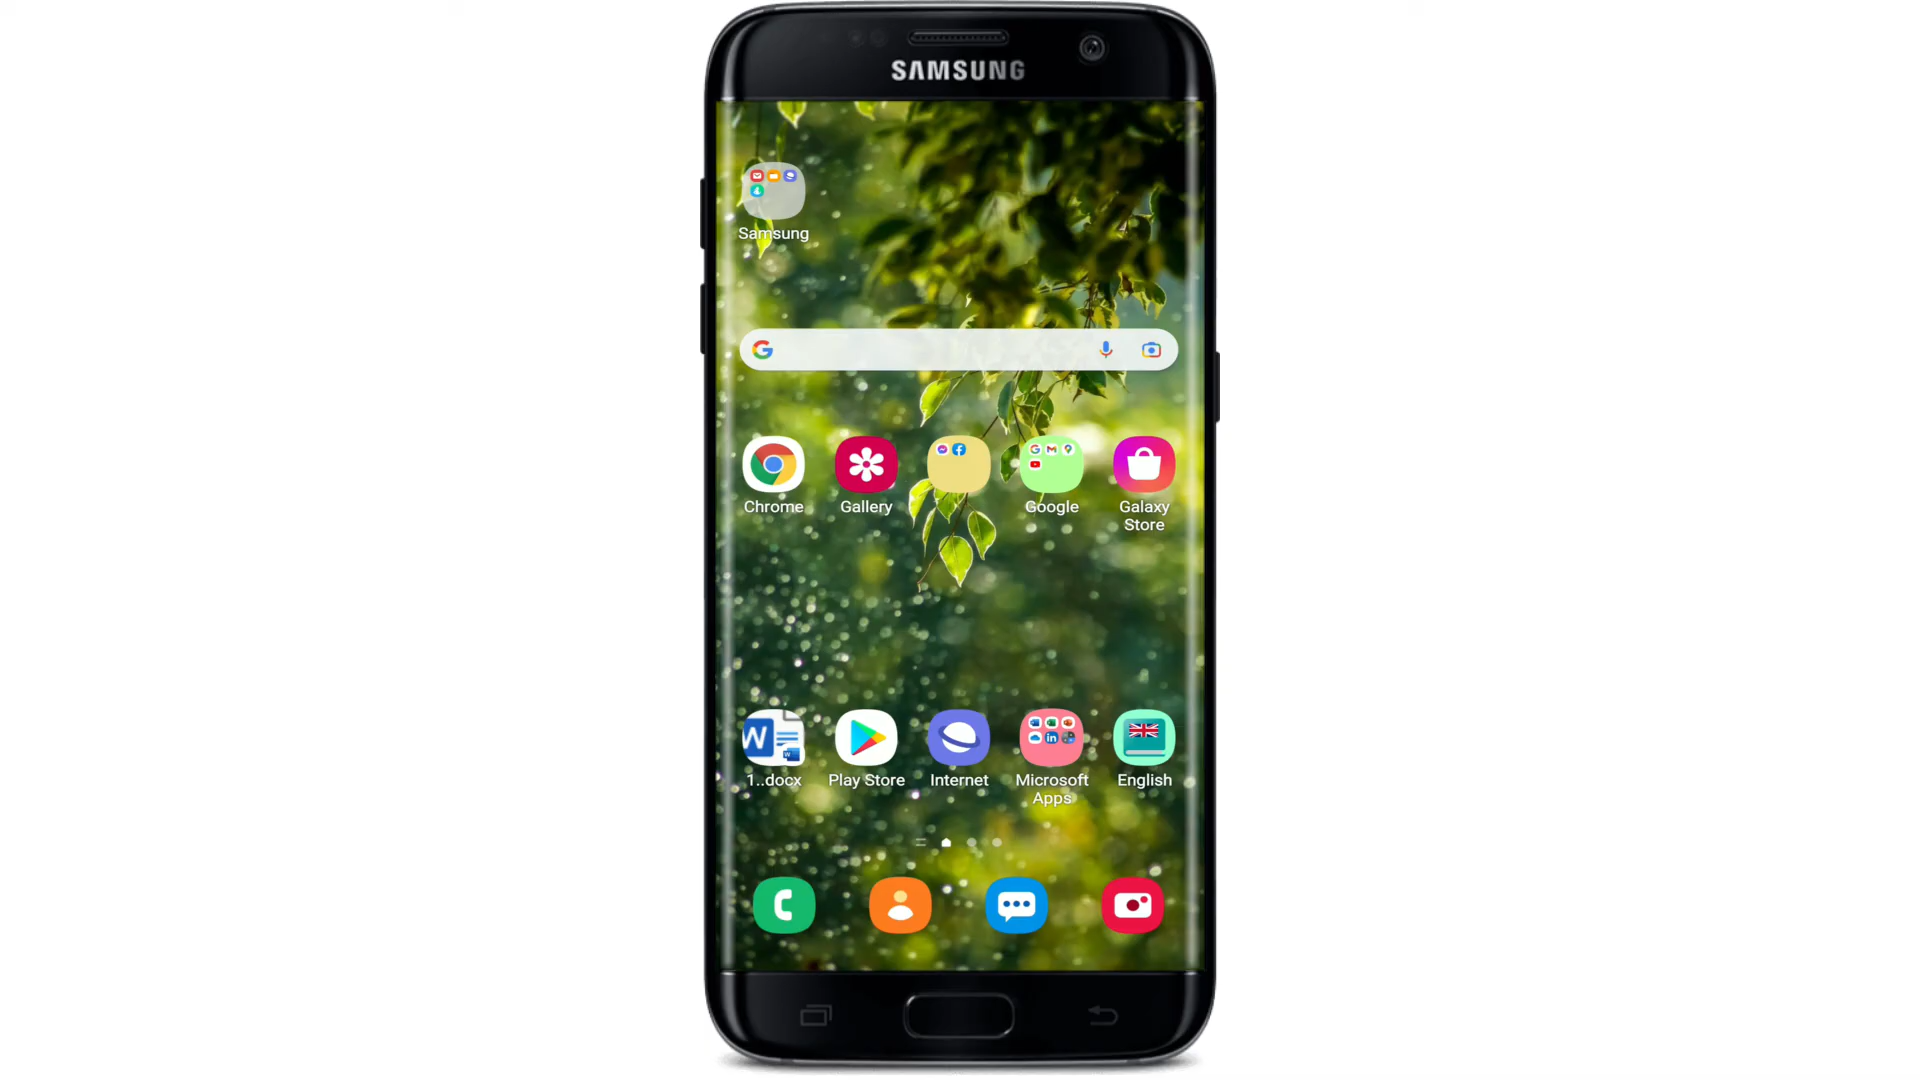 SAMSUNG
Samsung
Chrome
Gallery
Google
Galaxy
Store
1..docx
Play Store
Internet
Microsoft
Apps
English